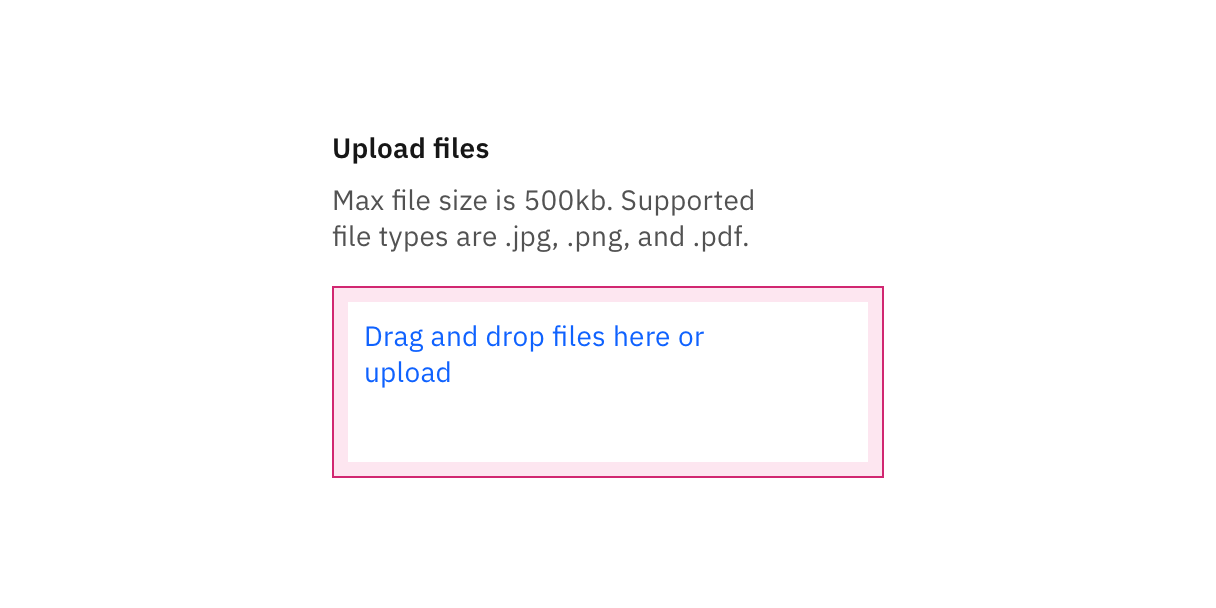 Upload files
Max file size is 500kb. Supported
file types are .jpg, .png, and .pdf.
Drag and drop files here or
upload